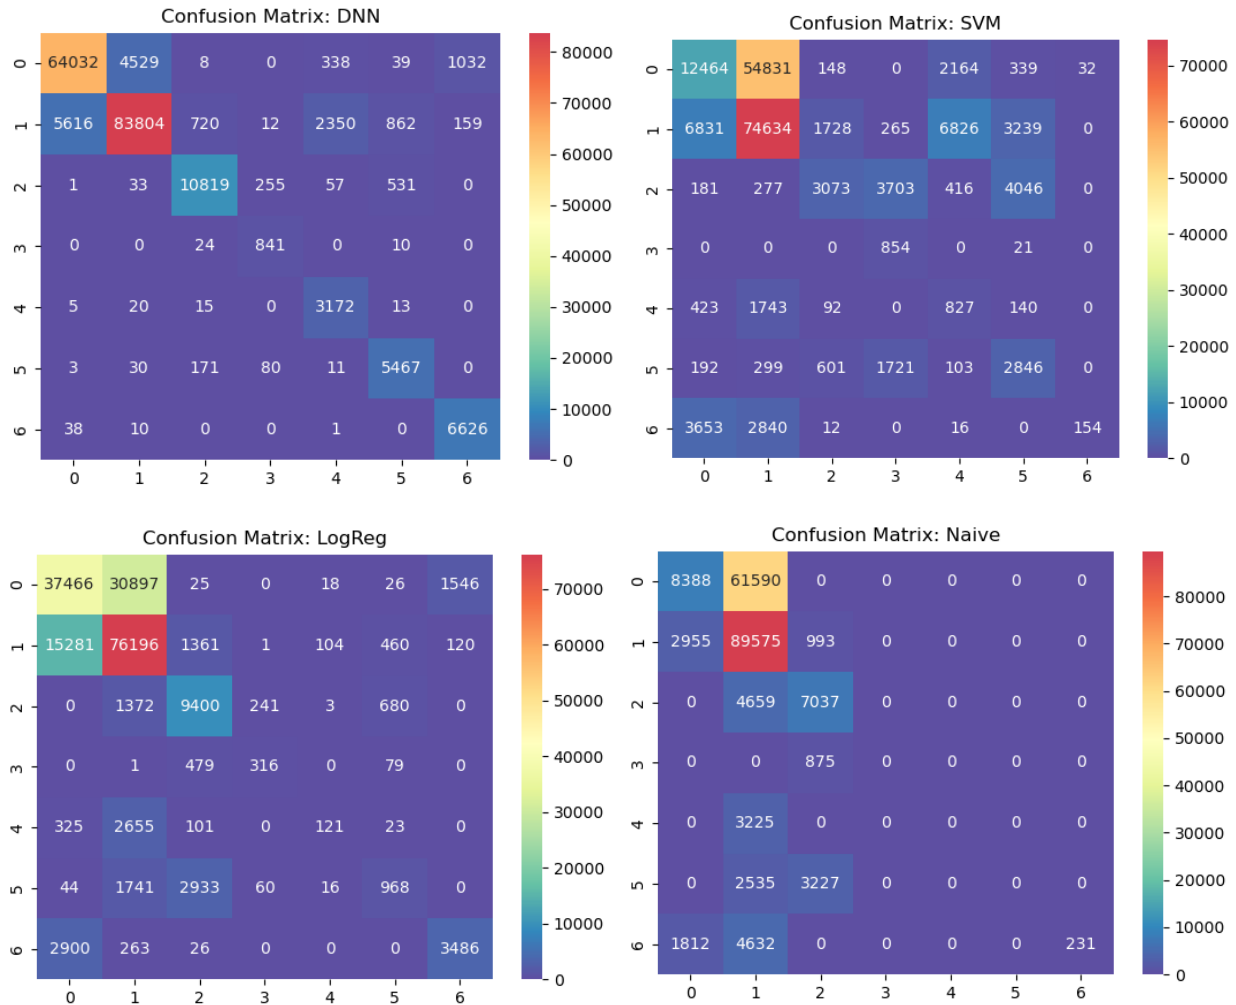 Confusion Matrix: DNN
0 64032 4529 8 0 338 39 1032
1 5616 83804 720 12 2350 862 159
2 1 33 10819 255 57 531 0
3 0 0 24 841 0 10 0
4 5 20 15 0 3172 13 0
5 3 30 171 80 11 5467 0
6 38 10 0 0 1 0 6626
0 1 2 3 4 5 6
80000
70000
60000
50000
40000
30000
20000
10000
0
Confusion Matrix: SVM
0 12464 54831 148 0 2164 339 32
1 6831 74634 1728 265 6826 3239 0
2 181 277 3073 3703 416 4046 0
3 0 0 0 854 0 21 0
4 423 1743 92 0 827 140 0
5 192 299 601 1721 103 2846 0
6 3653 2840 12 0 16 0 154
0 1 2 3 4 5 6
70000
60000
50000
40000
30000
20000
10000
0
Confusion Matrix: LogReg
0 37466 30897 25 0 18 26 1546
1 15281 76196 1361 1 104 460 120
2 0 1372 9400 241 3 680 0
3 0 1 479 316 0 79 0
4 325 2655 101 0 121 23 0
5 44 1741 2933 60 16 968 0
6 2900 263 26 0 0 0 3486
0 1 2 3 4 5 6
70000
60000
50000
40000
30000
20000
10000
0
Confusion Matrix: Naive
0 8388 61590 0 0 0 0 0
1 2955 89575 993 0 0 0 0
2 0 4659 7037 0 0 0 0
3 0 0 875 0 0 0 0
4 0 3225 0 0 0 0 0
5 0 2535 3227 0 0 0 0
6 1812 4632 0 0 0 0 231
0 1 2 3 4 5 6
80000
70000
60000
50000
40000
30000
20000
10000
0